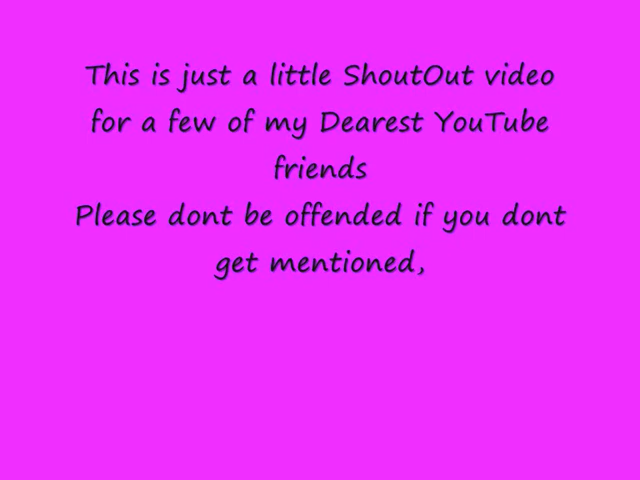 This is just a little ShoutOut video
for a few of my Dearest YouTube
friends
Please dont be offended if you dont
get mentioned,